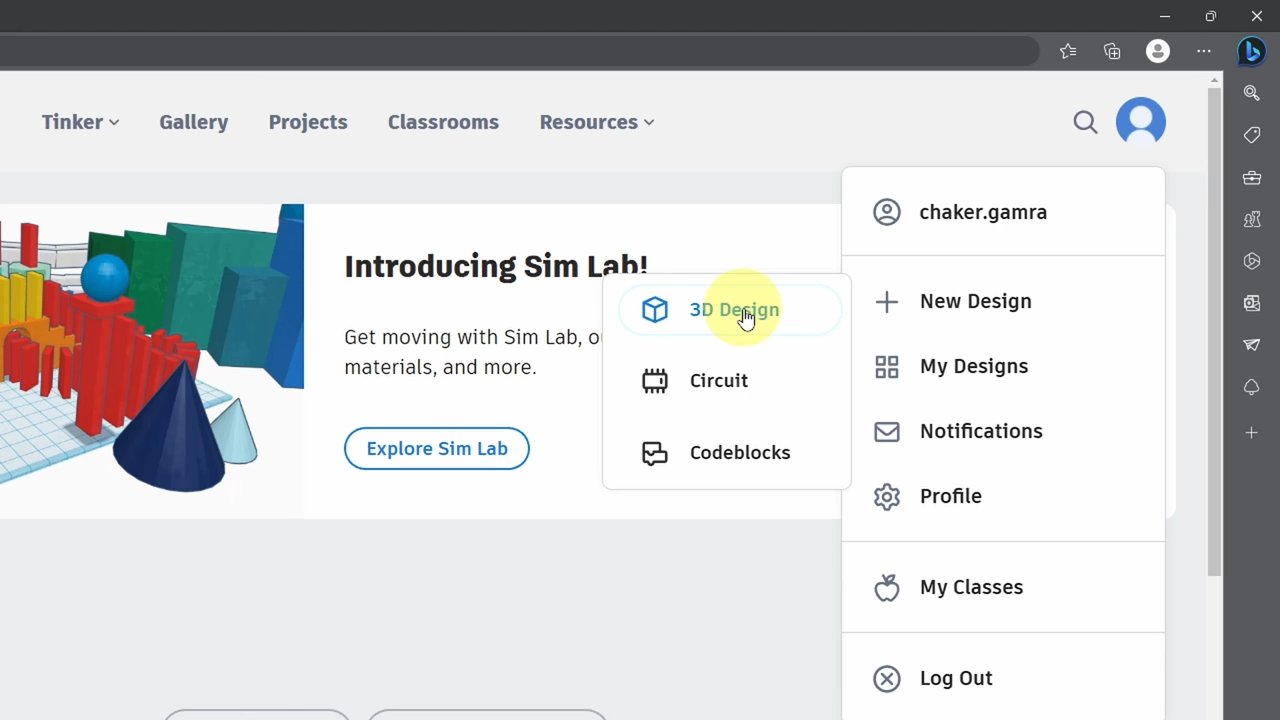 Tinker
Gallery
Projects
Classrooms
Resources
chaker.gamra
Introducing Sim Lab!
3D Design
New Design
Get moving with Sim Lab, o
materials, and more.
My Designs
Circuit
Notifications
Explore Sim Lab
Codeblocks
Profile
My Classes
Log Out